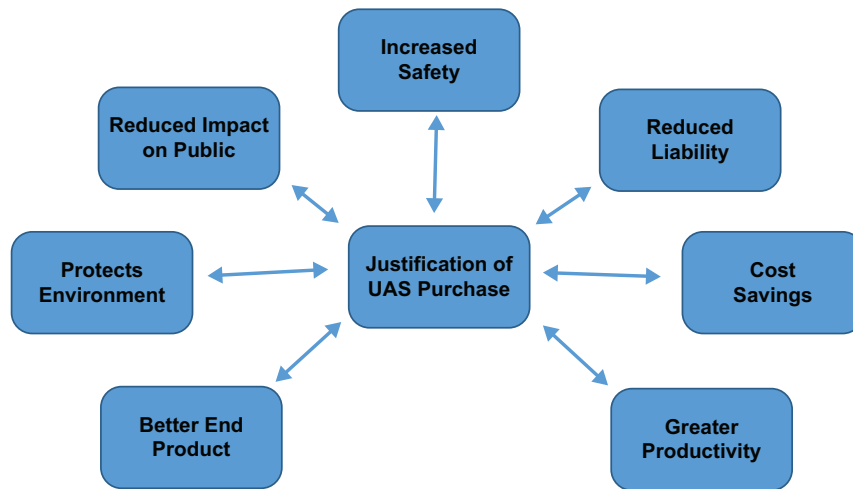 Increased
Safety
Reduced Impact
on Public
Reduced
Liability
Justification of
UAS Purchase
Protects
Environment
Cost
Savings
Better End
Product
Greater
Productivity